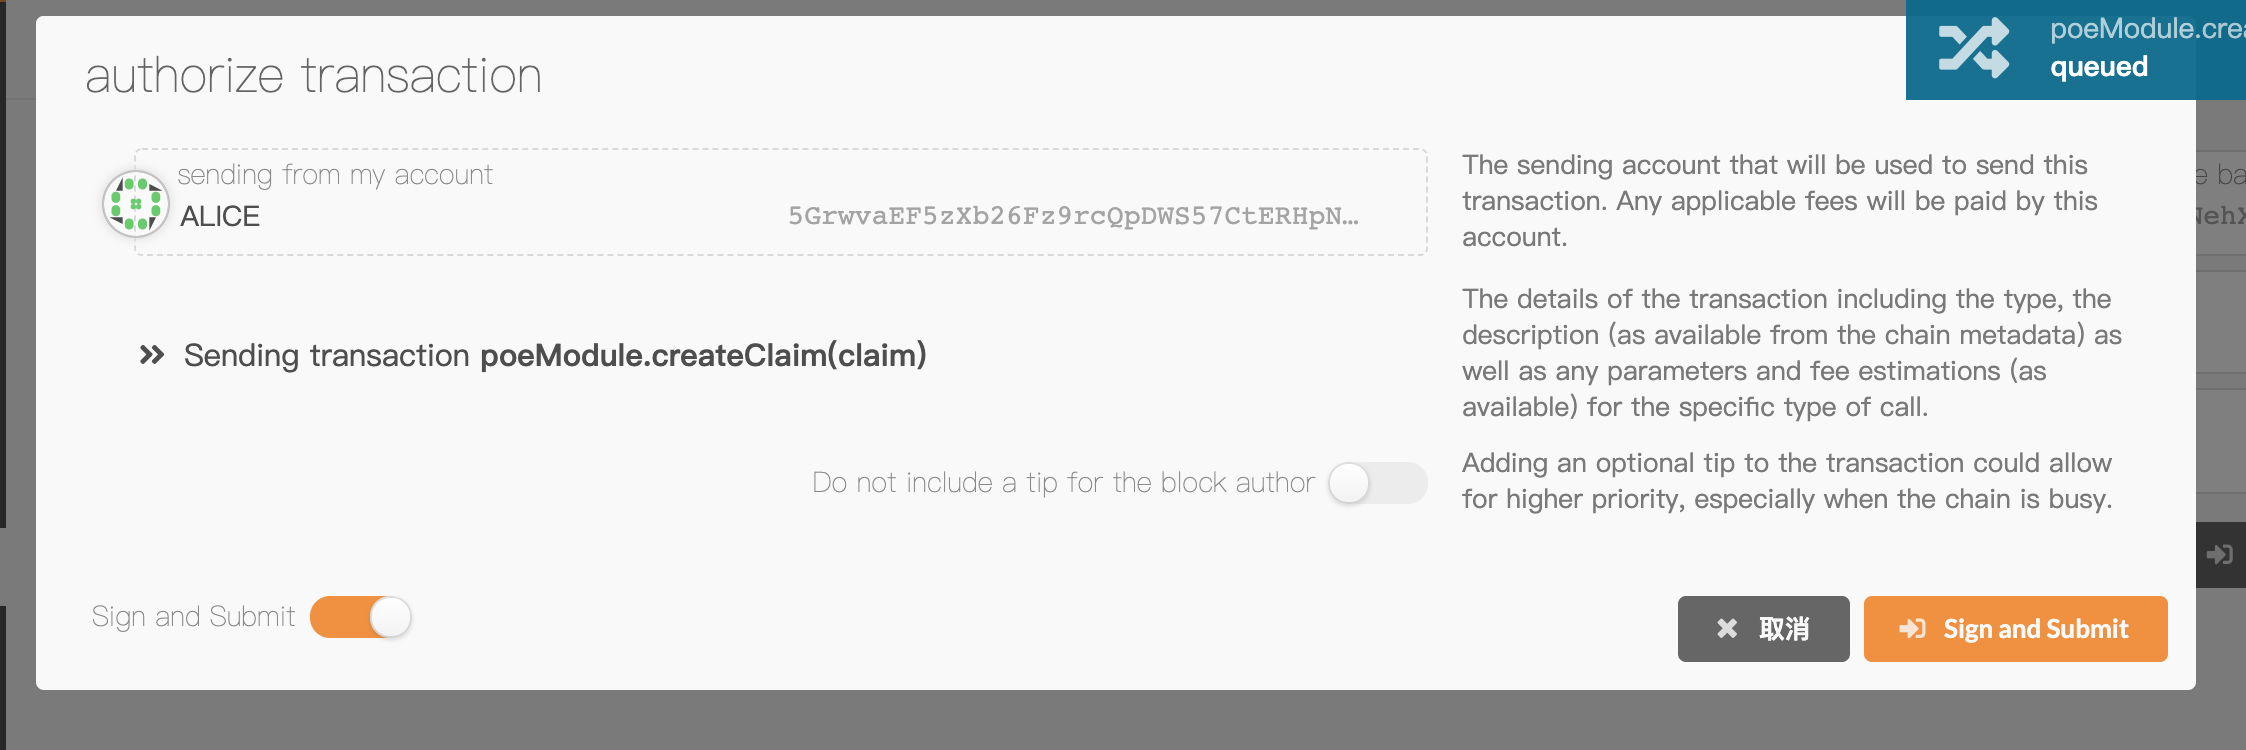 authorize transaction
poeModule.crea
queued
sending from my account
ALICE
5GrwvaEF5zXb26Fz9rcQpDWS57CtERHpN…
The sending account that will be used to send this
transaction. Any applicable fees will be paid by this
account.
Sending transaction poeModule.createClaim(claim)
The details of the transaction including the type, the
description (as available from the chain metadata) as
well as any parameters and fee estimations (as
available) for the specific type of call.
Do not include a tip for the block author
Adding an optional tip to the transaction could allow
for higher priority, especially when the chain is busy.
Sign and Submit
取消
Sign and Submit
e ba
NehX